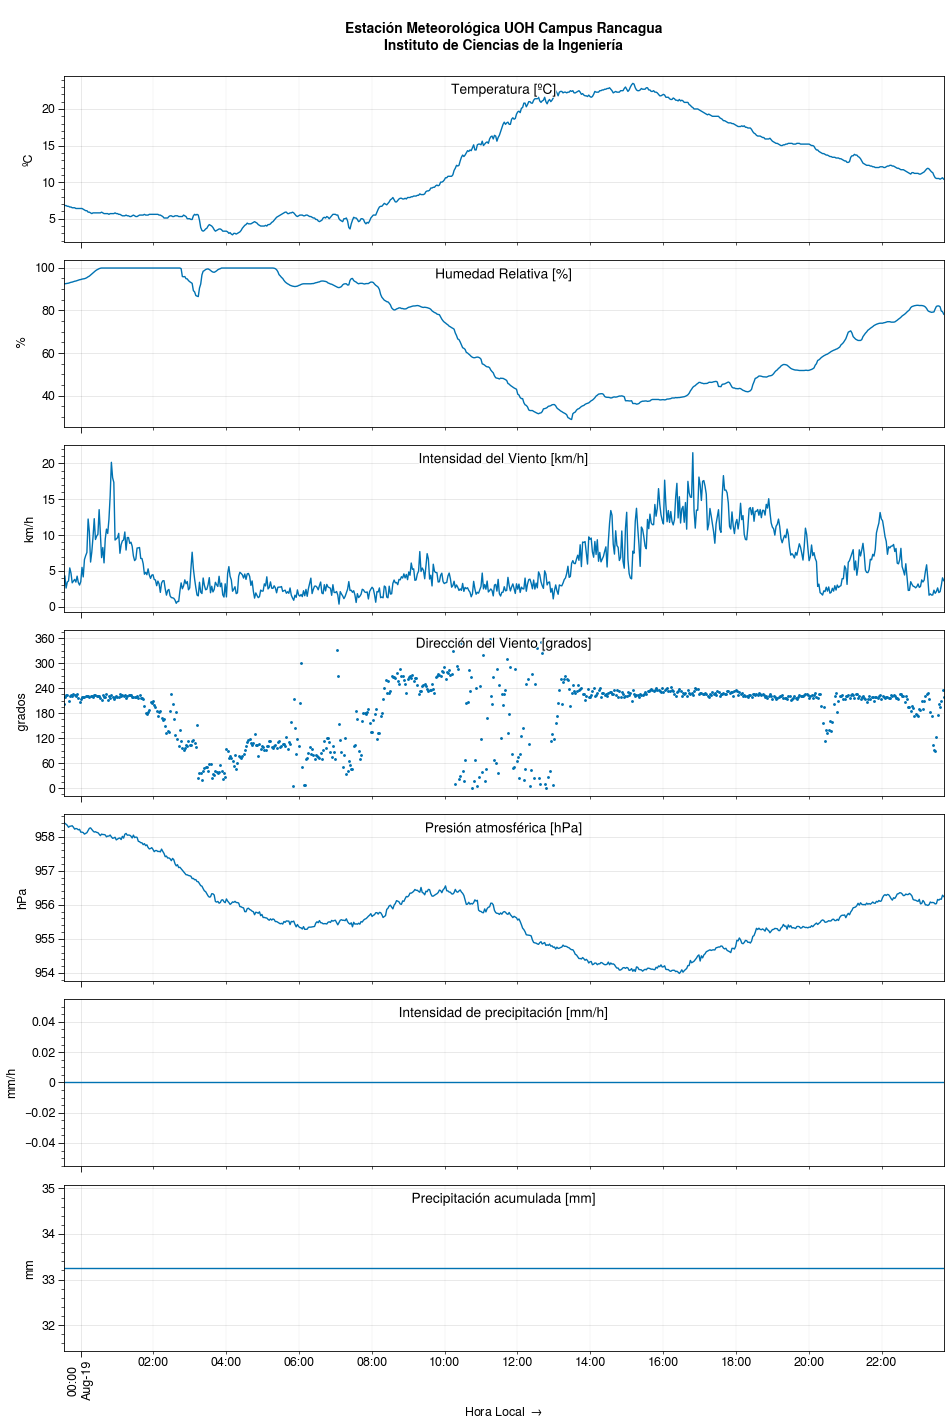 Estación Meteorológica UOH Campus Rancagua
Instituto de Ciencias de la Ingeniería
Temperatura [ºC]
ºC
20
15
10
5
Humedad Relativa [%]
%
100
80
60
40
Intensidad del Viento [km/h]
km/h
20
15
10
5
0
Dirección del Viento [grados]
grados
360
300
240
180
120
60
0
Presión atmosférica [hPa]
hPa
958
957
956
955
954
Intensidad de precipitación [mm/h]
mm/h
0.04
0.02
0
−0.02
−0.04
Precipitación acumulada [mm]
mm
35
34
33
32
00:00
Aug-19
02:00
04:00
06:00
08:00
10:00
12:00
14:00
16:00
18:00
20:00
22:00
Hora Local →